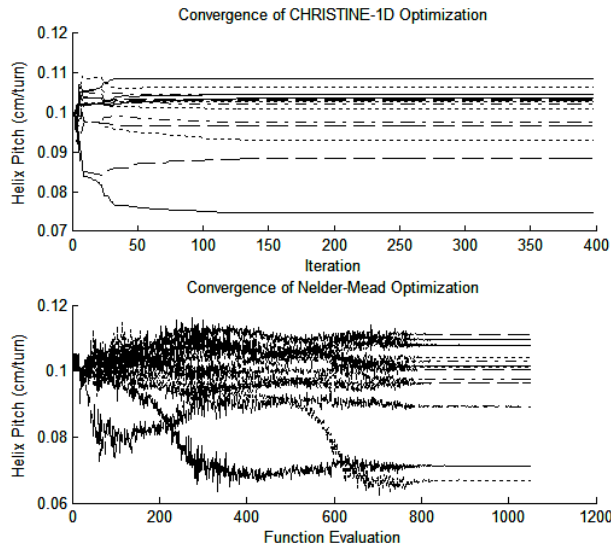 Convergence of CHRISTINE-1D Optimization
0.12
0.11
0.1
0.09
0.08
0.07
Helix Pitch (cm/turn)
0 50 100 150 200 250 300 350 400
Iteration
Convergence of Nelder-Mead Optimization
0.12
0.1
0.08
0.06
Helix Pitch (cm/turn)
0 200 400 600 800 1000 1200
Function Evaluation